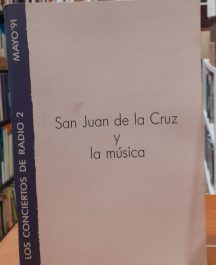 San Juan de la Cruz
y
la música
LOS CONCIERTOS DE RADIO 2
MAYO'91